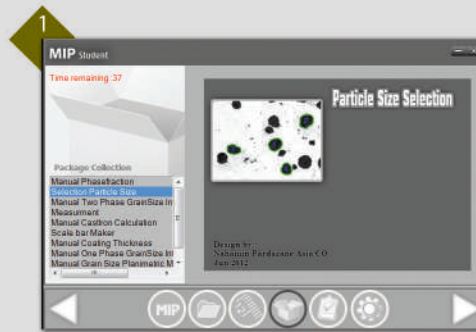 1
MIP Student
Time remaining 37
Package Collection
Manual Phasefraction
Selection Particle Size
Manual Two Phase GrainSize In
Measurment
Manual CastIron Calculation
Scale bar Maker
Manual Coating Thickness
Manual One Phase GrainSize In
Manual Grain Size Planimetric M
Particle Size Selection
Design by
Nahamin Pardazane Asia CO
Jun 2012
MIP